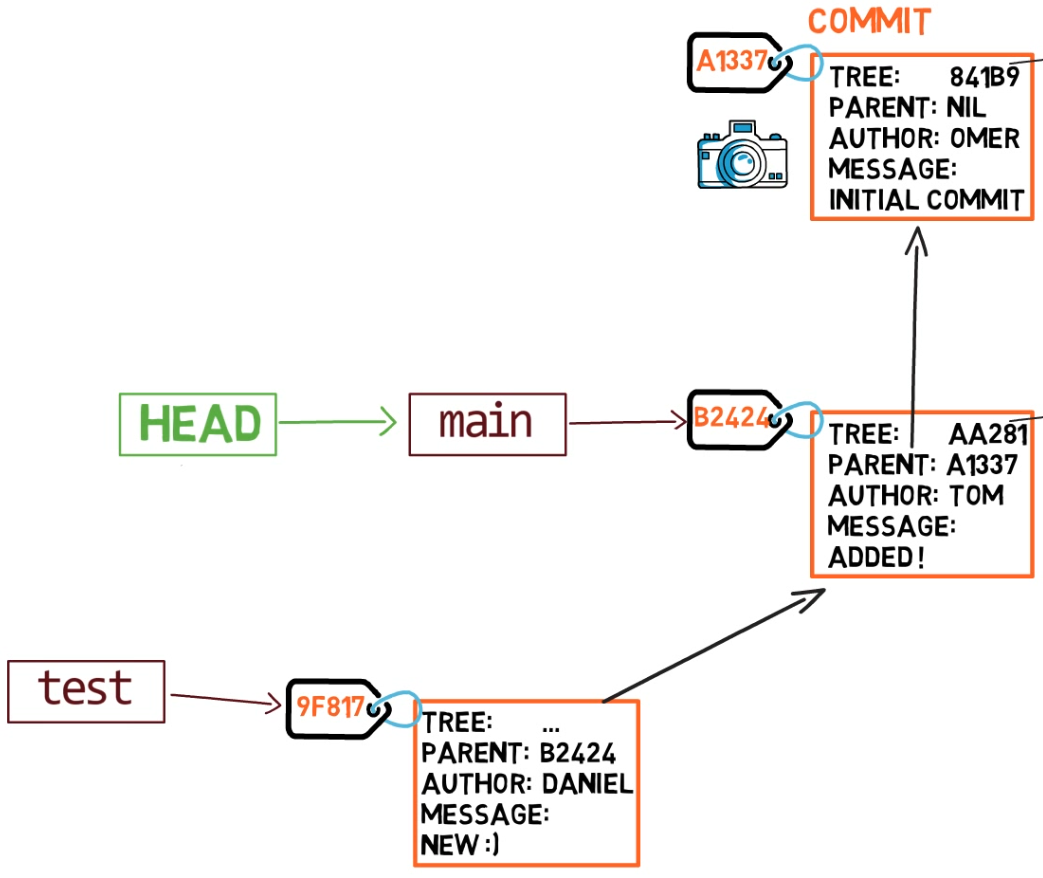 COMMIT
A1337
TREE: 841B9
PARENT: NIL
AUTHOR: OMER
MESSAGE:
INITIAL COMMIT
HEAD
main
B2424
TREE: AA281
PARENT: A1337
AUTHOR: TOM
MESSAGE:
ADDED!
test
9F817
TREE: ...
PARENT: B2424
AUTHOR: DANIEL
MESSAGE:
NEW :)